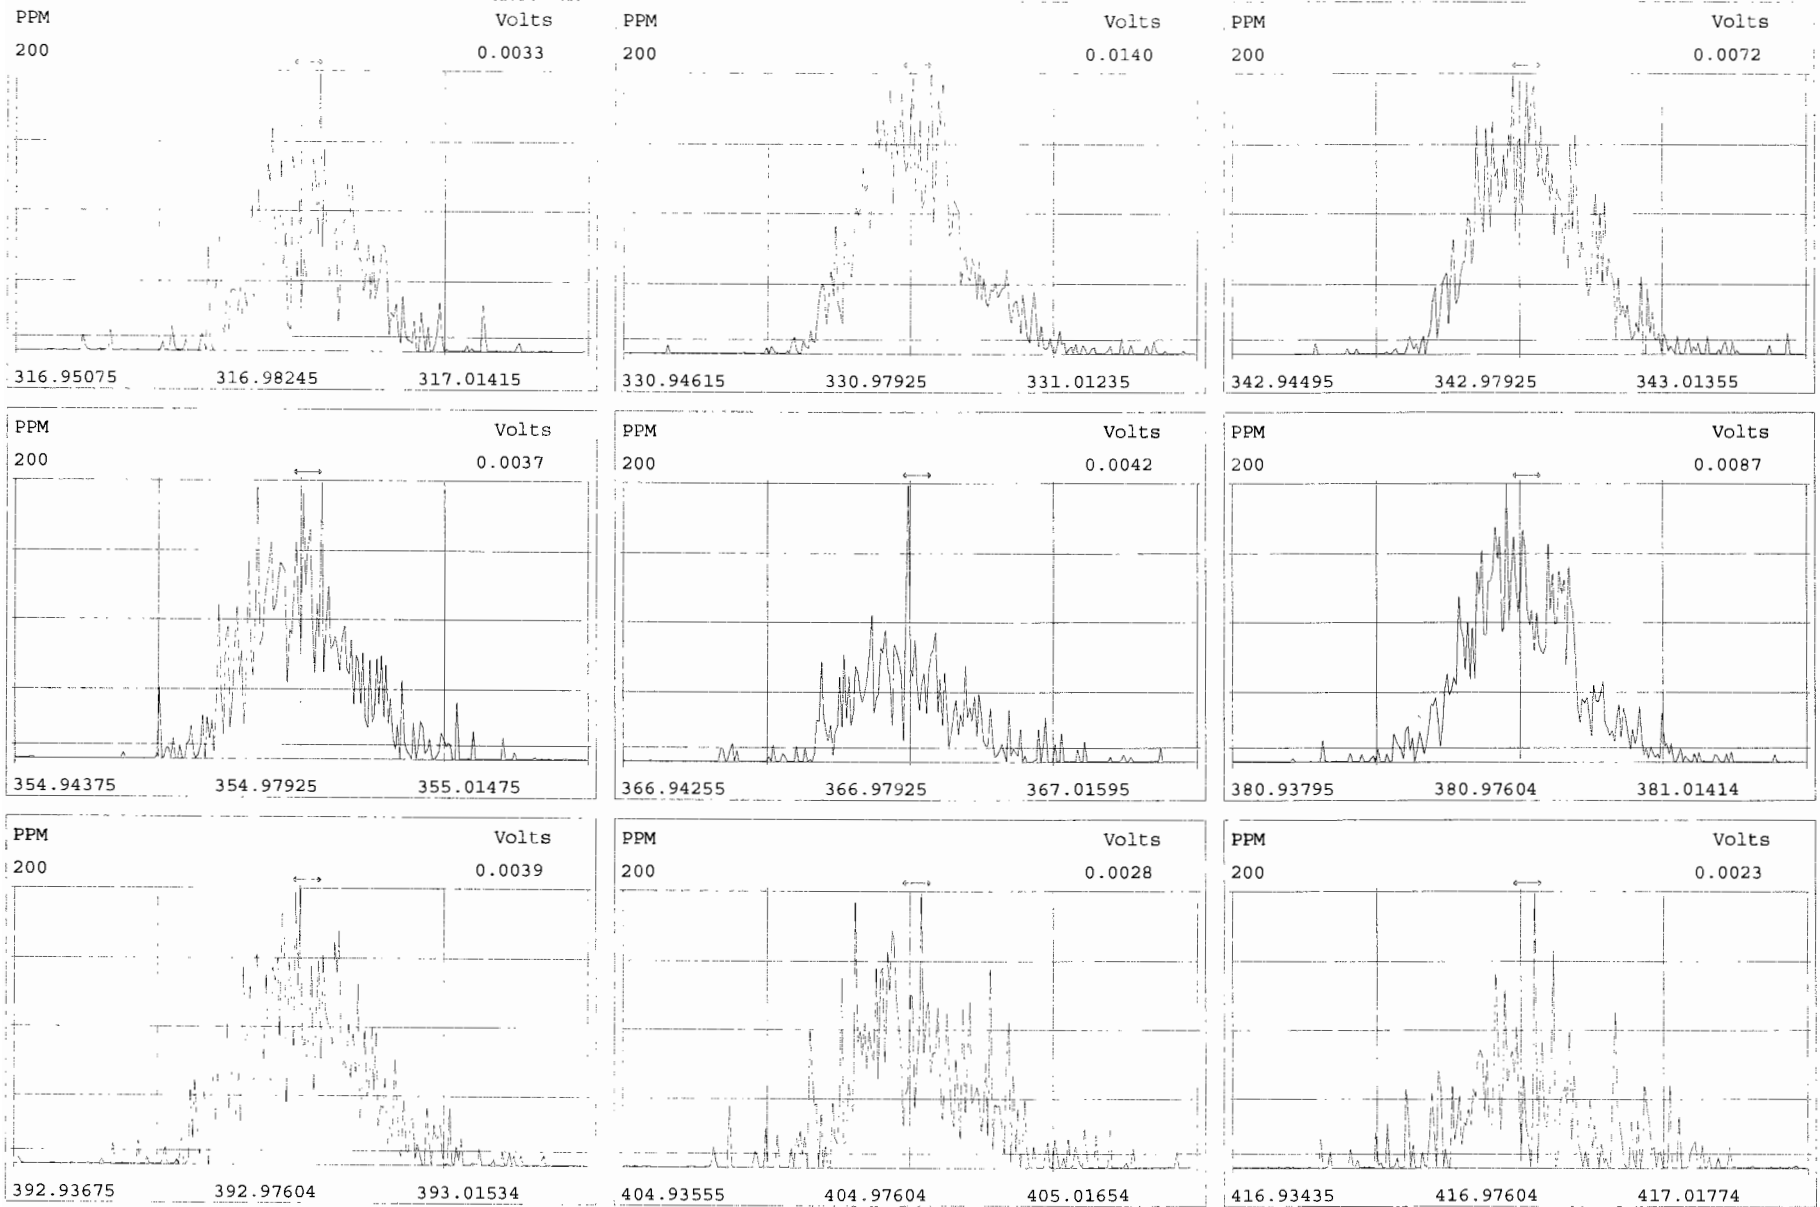 PPM Volts
200 0.0033
316.95075 316.98245 317.01415
PPM Volts
200 0.0140
330.94615 330.97925 331.01235
PPM Volts
200 0.0072
342.94495 342.97925 343.01355
PPM Volts
200 0.0037
354.94375 354.97925 355.01475
PPM Volts
200 0.0042
366.94255 366.97925 367.01595
PPM Volts
200 0.0087
380.93795 380.97604 381.01414
PPM Volts
200 0.0039
392.93675 392.97604 393.01534
PPM Volts
200 0.0028
404.93555 404.97604 405.01654
PPM Volts
200 0.0023
416.93435 416.97604 417.01774